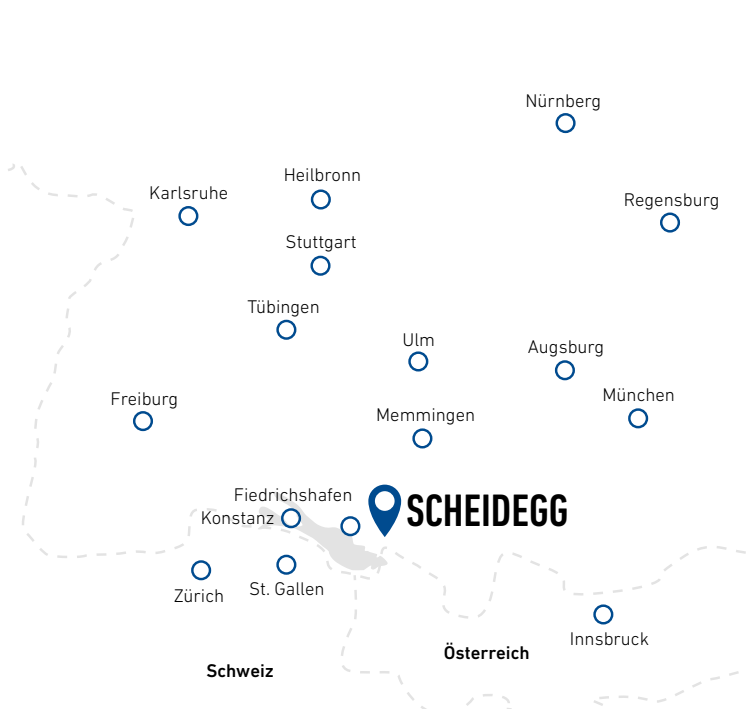 Nürnberg
Heilbronn
Karlsruhe
Regensburg
Stuttgart
Tübingen
Ulm
Augsburg
München
Freiburg
Memmingen
Fiedrichshafen
SCHEIDEGG
Konstanz
St. Gallen
Zürich
Innsbruck
Österreich
Schweiz